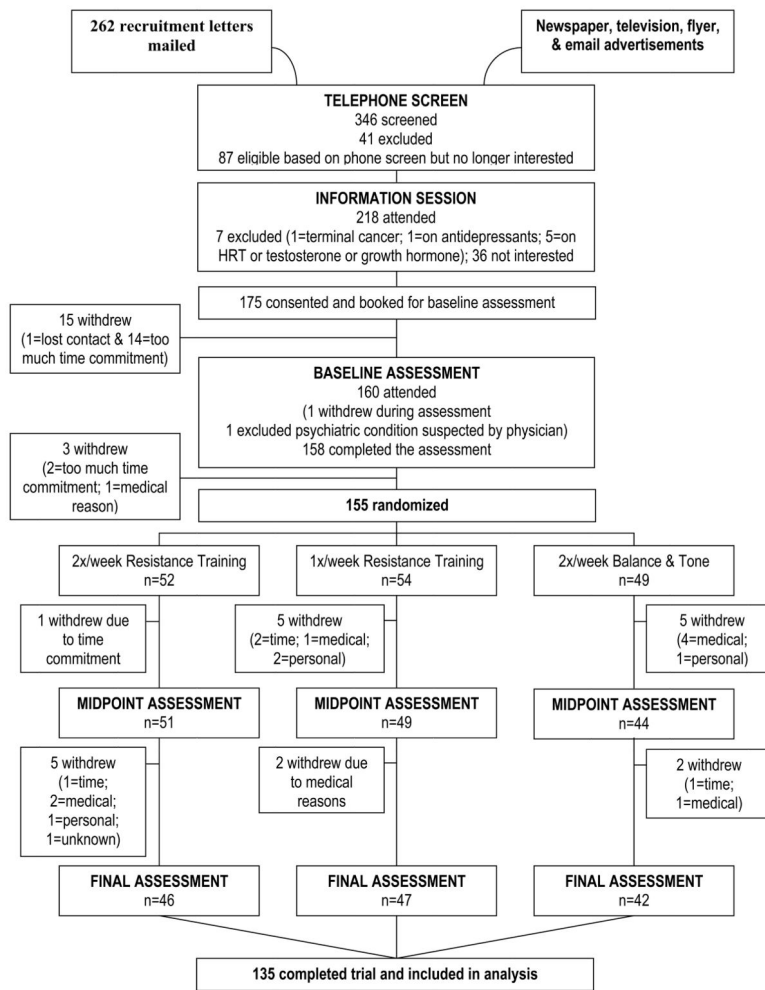 262 recruitment letters
mailed
Newspaper, television, flyer,
& email advertisements
TELEPHONE SCREEN
346 screened
41 excluded
87 eligible based on phone screen but no longer interested
INFORMATION SESSION
218 attended
7 excluded (1=terminal cancer; 1=on antidepressants; 5=on
HRT or testosterone or growth hormone); 36 not interested
175 consented and booked for baseline assessment
15 withdrew
(1=lost contact & 14=too
much time commitment)
BASELINE ASSESSMENT
160 attended
(1 withdrew during assessment
1 excluded psychiatric condition suspected by physician)
158 completed the assessment
3 withdrew
(2=too much time
commitment; 1=medical
reason)
155 randomized
2x/week Resistance Training
n=52
1x/week Resistance Training
n=54
2x/week Balance & Tone
n=49
1 withdrew due
to time
commitment
5 withdrew
(2=time; 1=medical;
2=personal)
5 withdrew
(4=medical;
1=personal)
MIDPOINT ASSESSMENT
n=51
MIDPOINT ASSESSMENT
n=49
MIDPOINT ASSESSMENT
n=44
5 withdrew
(1=time;
2=medical;
1=personal;
1=unknown)
2 withdrew due
to medical
reasons
2 withdrew
(1=time;
1=medical)
FINAL ASSESSMENT
n=46
FINAL ASSESSMENT
n=47
FINAL ASSESSMENT
n=42
135 completed trial and included in analysis